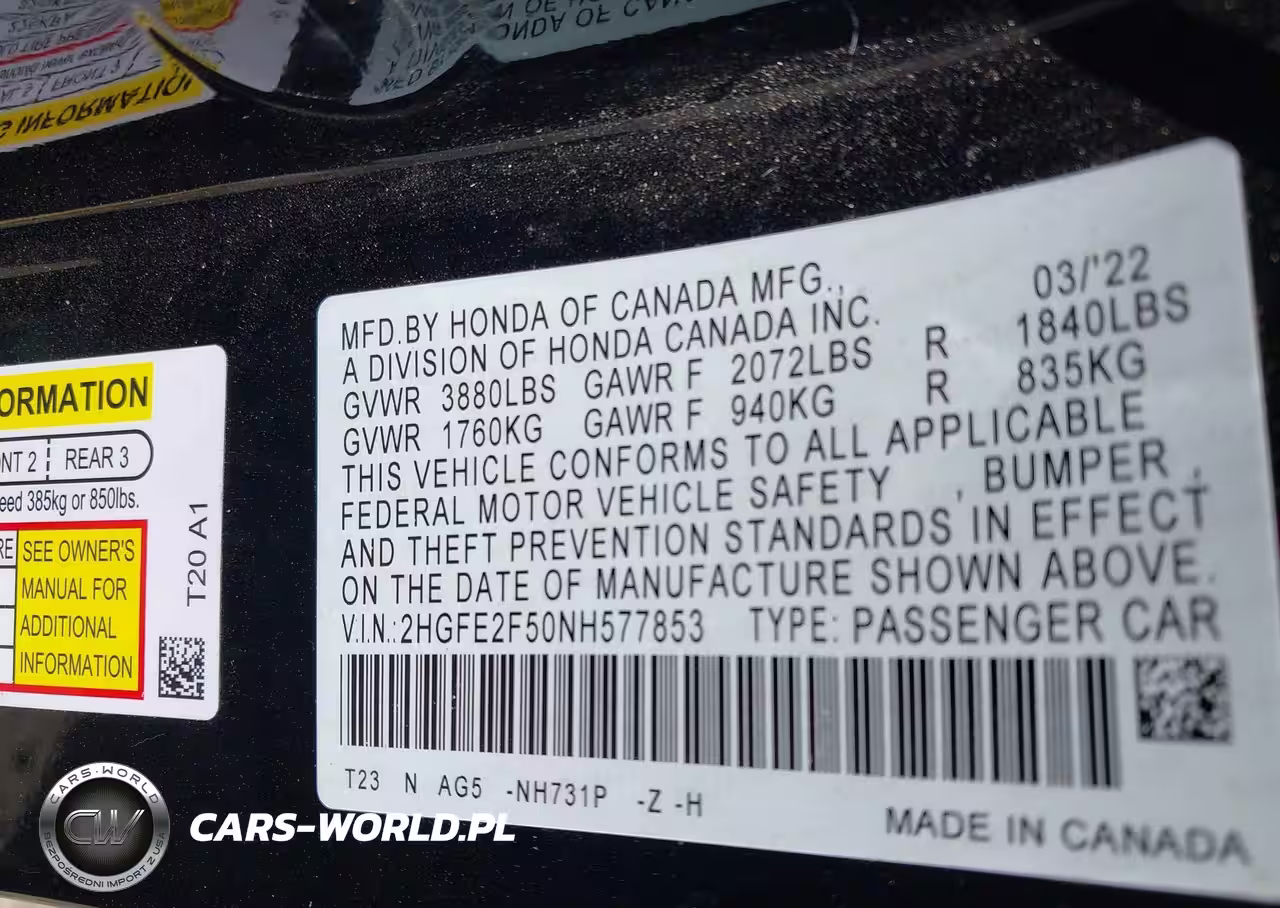 ORMATION
NT 2 REAR 3
eed 385kg or 850lbs.
RE
SEE OWNER'S
MANUAL FOR
ADDITIONAL
INFORMATION
T20 A1
MFD.BY HONDA OF CANADA MFG., 03/'22
A DIVISION OF HONDA CANADA INC.
GVWR 3880LBS GAWR F 2072LBS R 1840LBS
GVWR 1760KG GAWR F 940KG R 835KG
THIS VEHICLE CONFORMS TO ALL APPLICABLE
FEDERAL MOTOR VEHICLE SAFETY , BUMPER ,
AND THEFT PREVENTION STANDARDS IN EFFECT
ON THE DATE OF MANUFACTURE SHOWN ABOVE.
V.I.N.:2HGFE2F50NH577853 TYPE: PASSENGER CAR
T23 N AG5 -NH731P -Z -H
MADE IN CANADA
CARS-WORLD
CW
BEZPOŚREDNI IMPORT Z USA
CARS-WORLD.PL